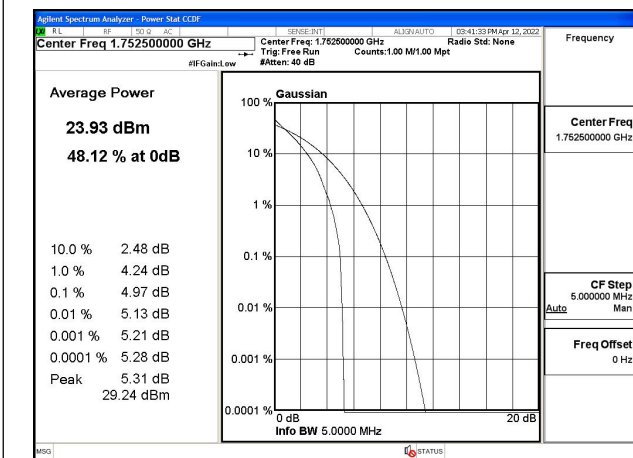 Agilent Spectrum Analyzer - Power Stat CCDF
LXI RL RF 50 Ω AC SENSE:INT ALIGN AUTO 03:41:33 PM Apr 12, 2022
Center Freq 1.752500000 GHz
Center Freq: 1.752500000 GHz Radio Std: None
Trig: Free Run Counts:1.00 M/1.00 Mpt
#IFGain:Low #Atten: 40 dB
Frequency
Average Power
23.93 dBm
48.12 % at 0dB
10.0 % 2.48 dB
1.0 % 4.24 dB
0.1 % 4.97 dB
0.01 % 5.13 dB
0.001 % 5.21 dB
0.0001 % 5.28 dB
Peak 5.31 dB
29.24 dBm
Gaussian
100 %
10 %
1 %
0.1 %
0.01 %
0.001 %
0.0001 %
0 dB 20 dB
Info BW 5.0000 MHz
Center Freq
1.752500000 GHz
CF Step
5.000000 MHz
Auto Man
Freq Offset
0 Hz
MSG STATUS